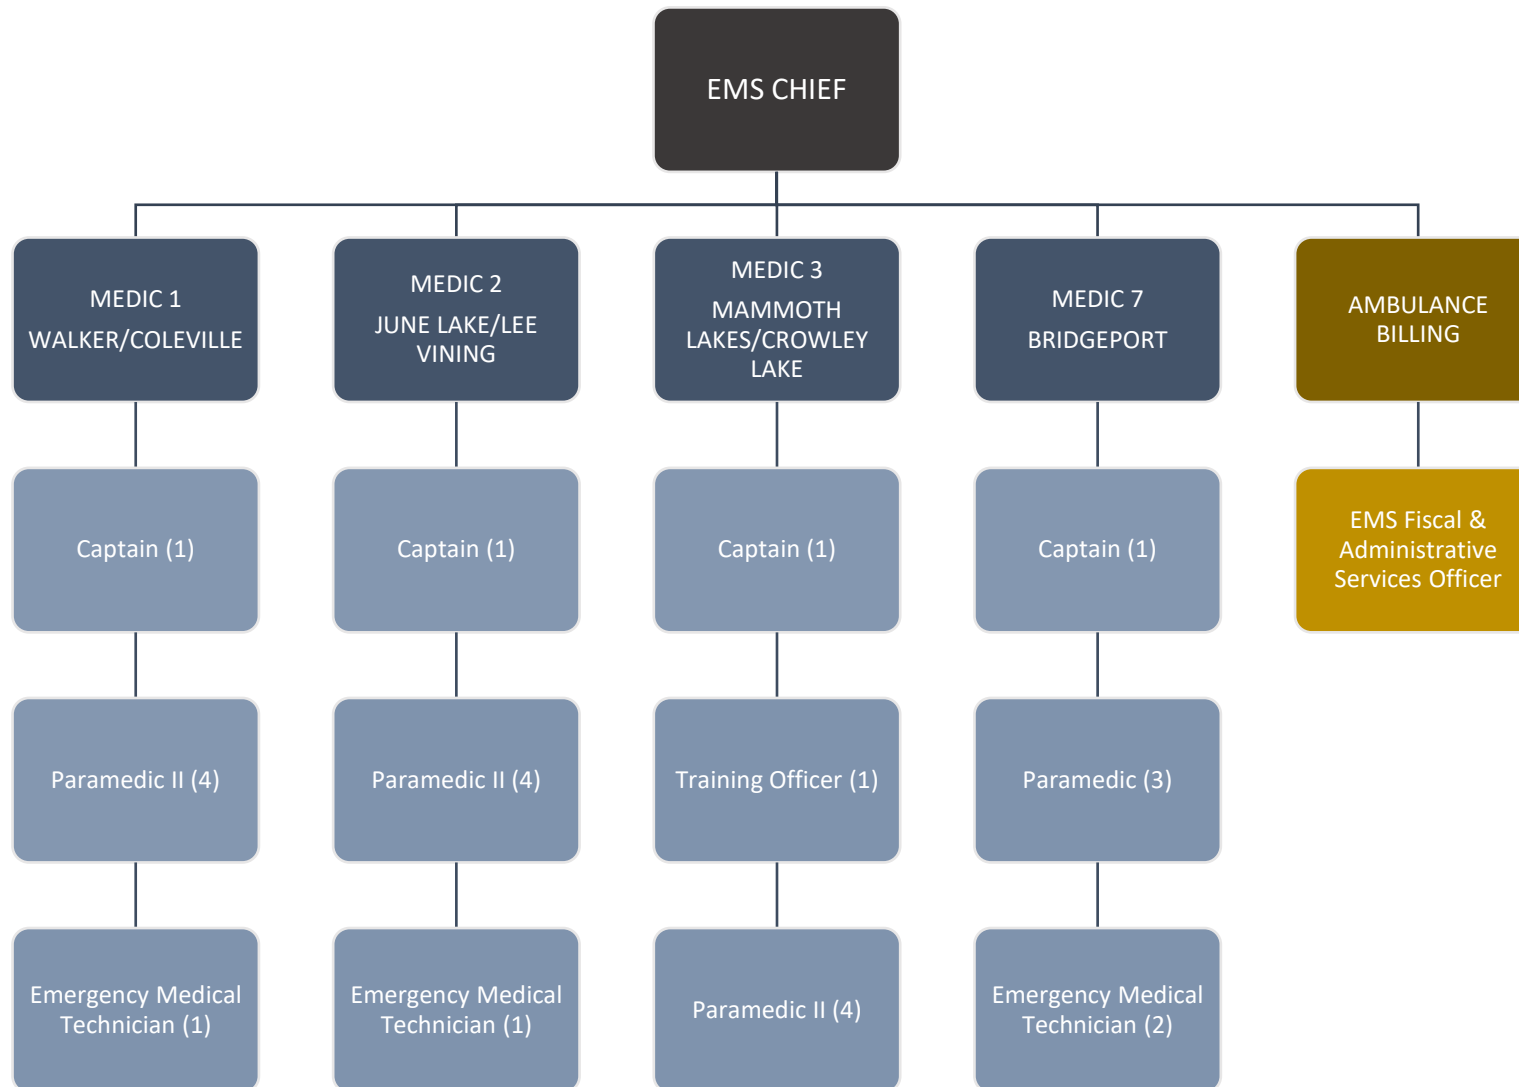 EMS CHIEF
MEDIC 1
WALKER/COLEVILLE
MEDIC 2
JUNE LAKE/LEE
VINING
MEDIC 3
MAMMOTH
LAKES/CROWLEY
LAKE
MEDIC 7
BRIDGEPORT
AMBULANCE
BILLING
Captain (1)
Captain (1)
Captain (1)
Captain (1)
EMS Fiscal &
Administrative
Services Officer
Paramedic II (4)
Paramedic II (4)
Training Officer (1)
Paramedic (3)
Emergency Medical
Technician (1)
Emergency Medical
Technician (1)
Paramedic II (4)
Emergency Medical
Technician (2)